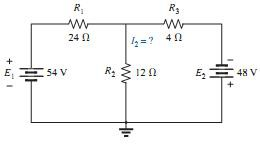 R₁
R₃
24 Ω
I₂ = ?
4 Ω
+
E₁
54 V
−
R₂
12 Ω
−
E₂
48 V
+